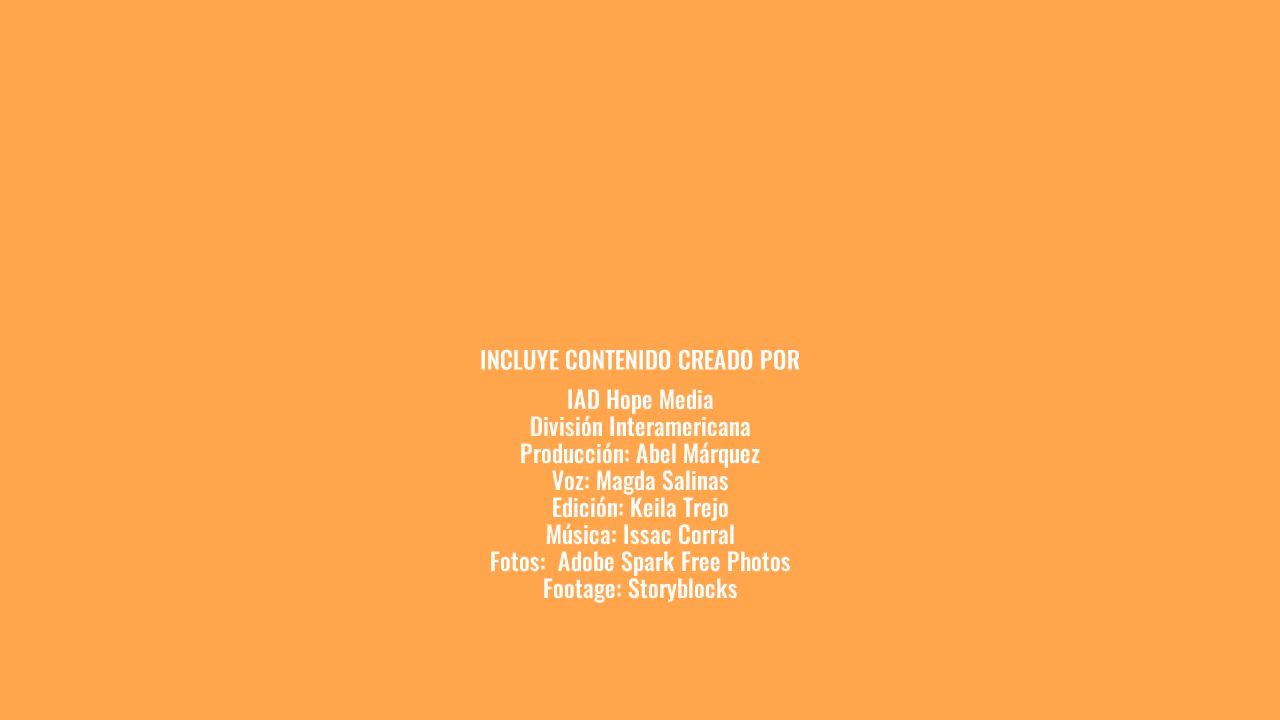 INCLUYE CONTENIDO CREADO POR
IAD Hope Media
División Interamericana
Producción: Abel Márquez
Voz: Magda Salinas
Edición: Keila Trejo
Música: Issac Corral
Fotos:  Adobe Spark Free Photos
Footage: Storyblocks